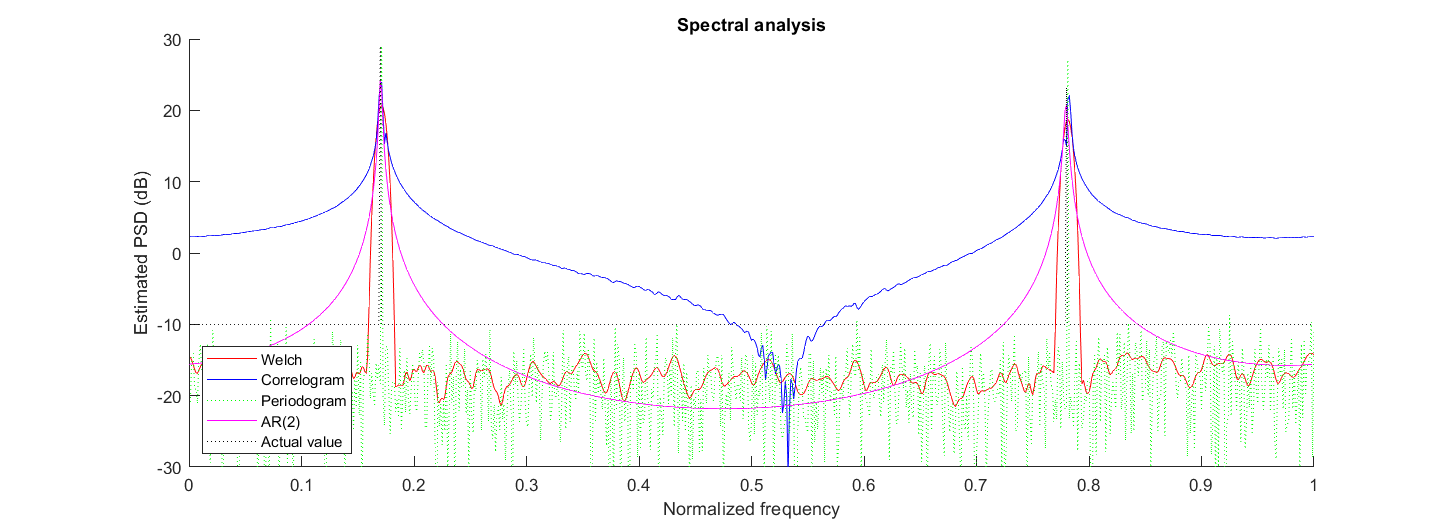 Spectral analysis
30
20
10
0
-10
-20
-30
Estimated PSD (dB)
Welch
Correlogram
Periodogram
AR(2)
Actual value
0 0.1 0.2 0.3 0.4 0.5 0.6 0.7 0.8 0.9 1
Normalized frequency